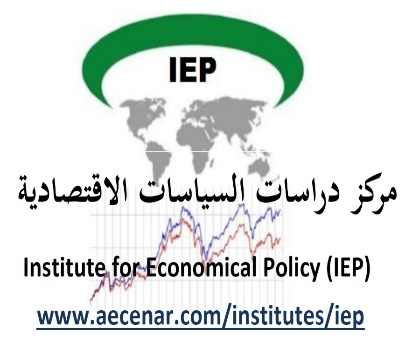 IEP
مركز دراسات السياسات الاقتصادية
Institute for Economical Policy (IEP)
www.aecenar.com/institutes/iep